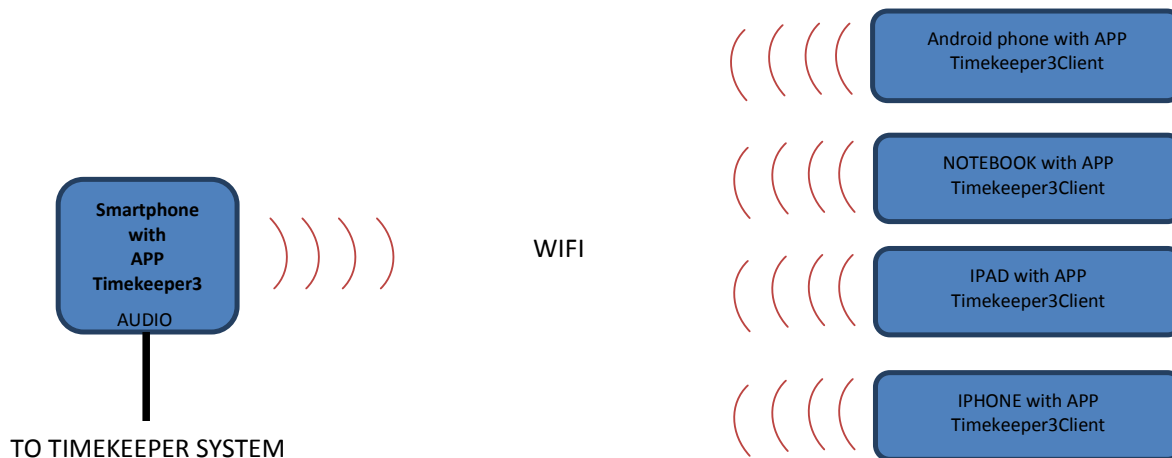 Smartphone
with
APP
Timekeeper3
AUDIO
TO TIMEKEEPER SYSTEM
WIFI
Android phone with APP
Timekeeper3Client
NOTEBOOK with APP
Timekeeper3Client
IPAD with APP
Timekeeper3Client
IPHONE with APP
Timekeeper3Client